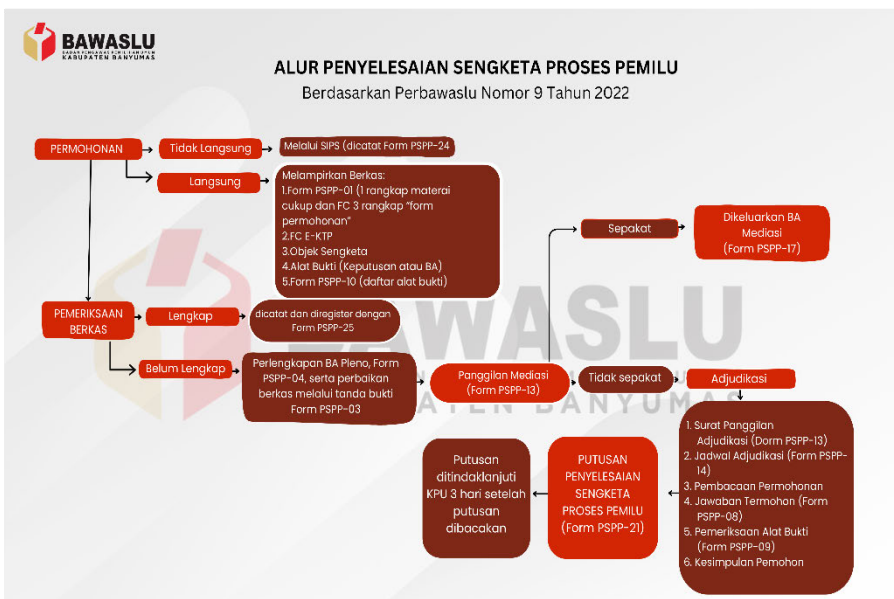 BAWASLU
BADAN PENGAWAS PEMILIHAN UMUM
KABUPATEN BANYUMAS
ALUR PENYELESAIAN SENGKETA PROSES PEMILU
Berdasarkan Perbawaslu Nomor 9 Tahun 2022
PERMOHONAN
Tidak Langsung
Melalui SIPS (dicatat Form PSPP-24
Langsung
Melampirkan Berkas:
1.Form PSPP-01 (1 rangkap materai
cukup dan FC 3 rangkap "form
permohonan"
2.FC E-KTP
3.Objek Sengketa
4.Alat Bukti (Keputusan atau BA)
5.Form PSPP-10 (daftar alat bukti)
PEMERIKSAAN
BERKAS
Lengkap
dicatat dan diregister dengan
Form PSPP-25
Belum Lengkap
Perlengkapan BA Pleno, Form
PSPP-04, serta perbaikan
berkas melalui tanda bukti
Form PSPP-03
Panggilan Mediasi
(Form PSPP-13)
Sepakat
Dikeluarkan BA
Mediasi
(Form PSPP-17)
Tidak sepakat
Adjudikasi
1. Surat Panggilan
Adjudikasi (Dorm PSPP-13)
2. Jadwal Adjudikasi (Form PSPP-
14)
3. Pembacaan Permohonan
4. Jawaban Termohon (Form
PSPP-08)
5. Pemeriksaan Alat Bukti
(Form PSPP-09)
6. Kesimpulan Pemohon
PUTUSAN
PENYELESAIAN
SENGKETA
PROSES PEMILU
(Form PSPP-21)
Putusan
ditindaklanjuti
KPU 3 hari setelah
putusan
dibacakan
BAWASLU